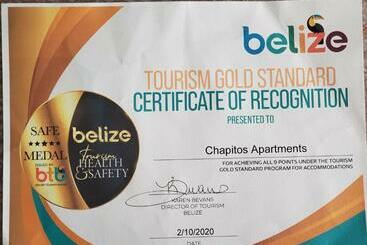 belize
TOURISM GOLD STANDARD
CERTIFICATE OF RECOGNITION
PRESENTED TO
Chapitos Apartments
FOR ACHIEVING ALL 9 POINTS UNDER THE TOURISM
GOLD STANDARD PROGRAM FOR ACCOMMODATIONS
SAFE
MEDAL
btb
belize
Tourism
HEALTH
&SAFETY
KAREN BEVANS
DIRECTOR OF TOURISM
BELIZE
2/10/2020
DATE